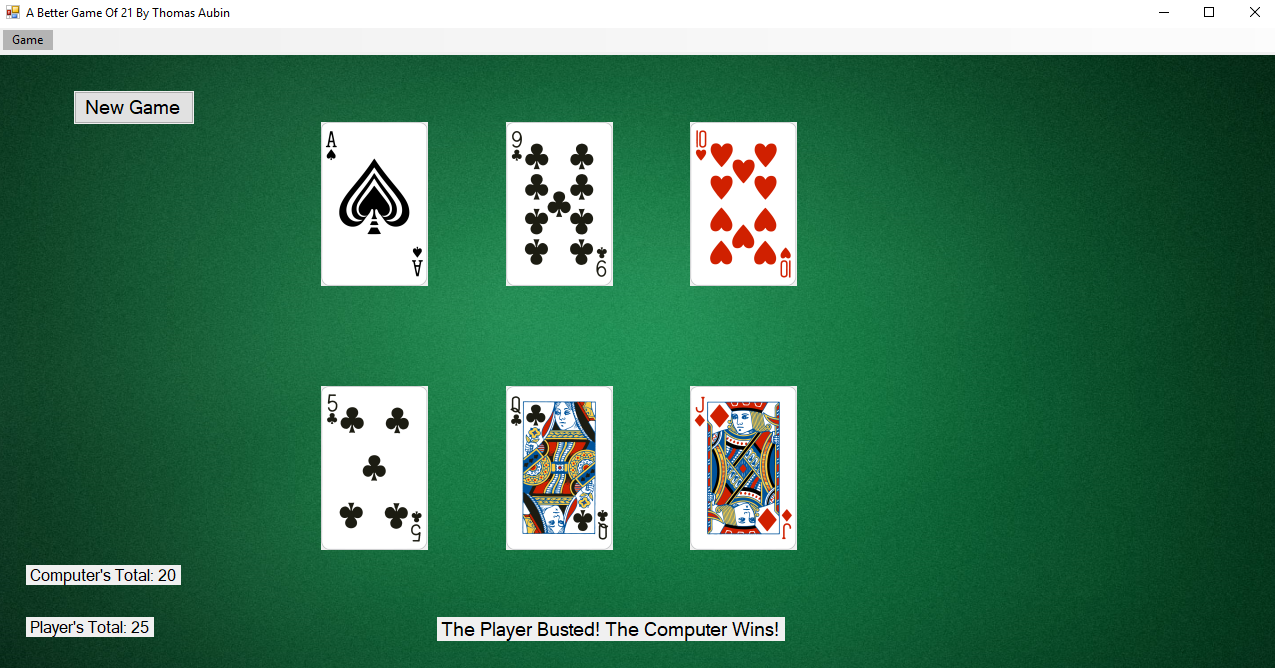 A Better Game Of 21 By Thomas Aubin
Game
New Game
A
A
9
9
10
10
5
5
Q
Q
J
J
Computer's Total: 20
Player's Total: 25
The Player Busted! The Computer Wins!